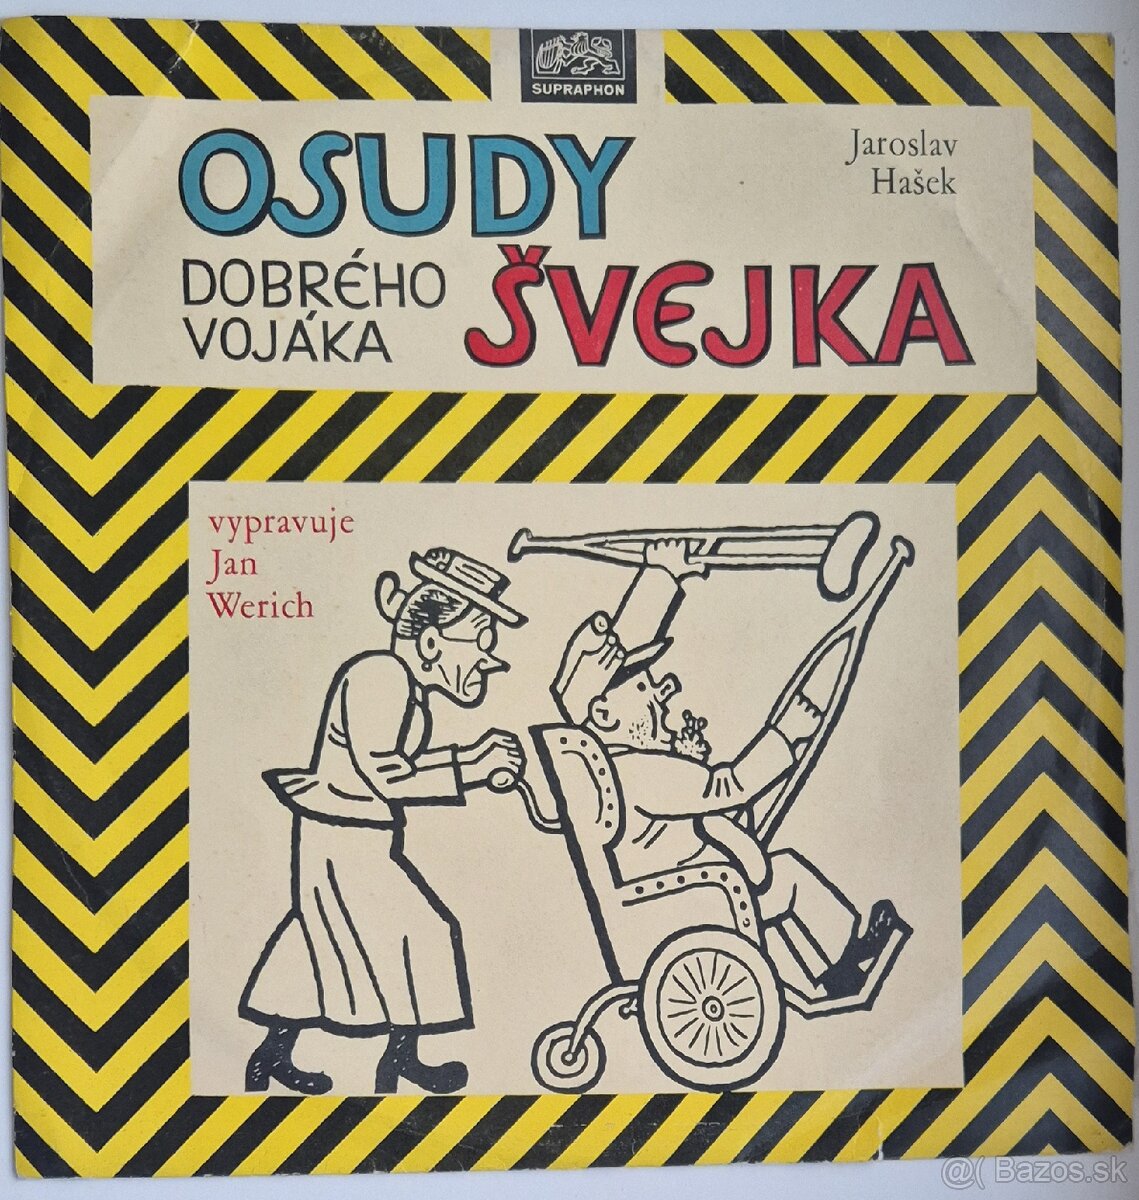 SUPRAPHON
OSUDY
Jaroslav
Hašek
DOBRÉHO
VOJÁKA
ŠVEJKA
vypravuje
Jan
Werich
@( Bazos.sk